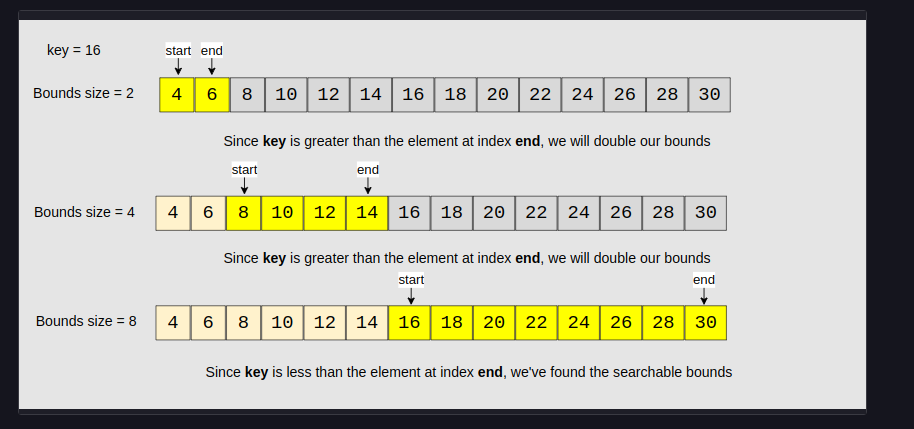 key = 16
start end
Bounds size = 2
4 6 8 10 12 14 16 18 20 22 24 26 28 30
Since key is greater than the element at index end, we will double our bounds
start end
Bounds size = 4
4 6 8 10 12 14 16 18 20 22 24 26 28 30
Since key is greater than the element at index end, we will double our bounds
start end
Bounds size = 8
4 6 8 10 12 14 16 18 20 22 24 26 28 30
Since key is less than the element at index end, we've found the searchable bounds